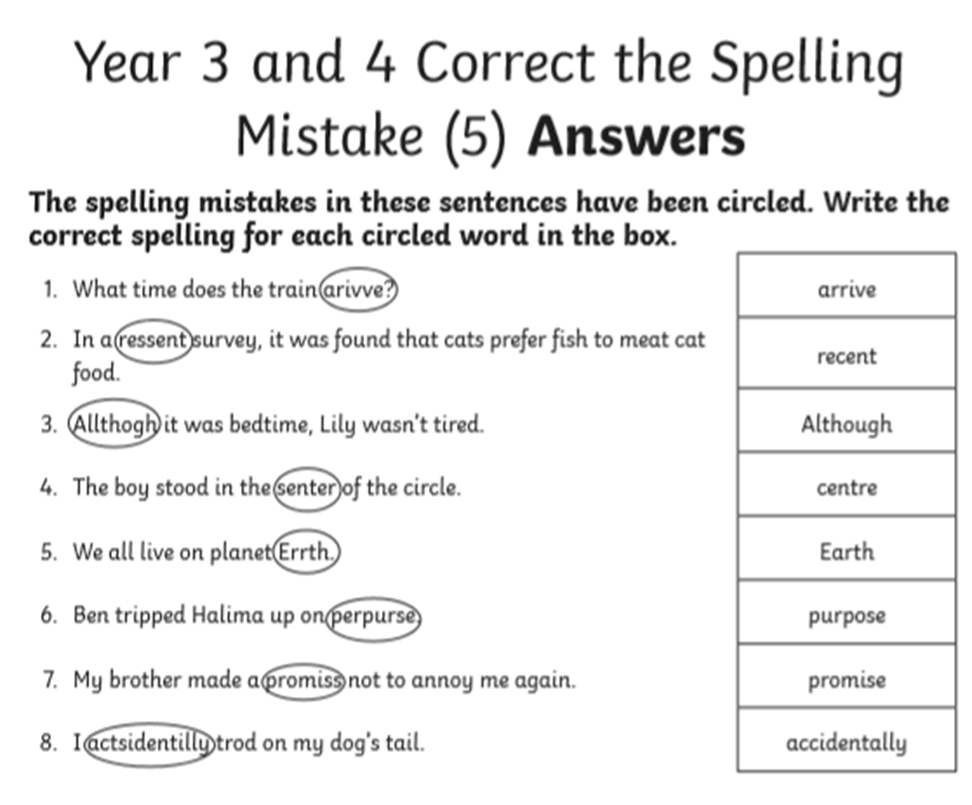 Year 3 and 4 Correct the Spelling
Mistake (5) Answers
The spelling mistakes in these sentences have been circled. Write the
correct spelling for each circled word in the box.
1. What time does the train arivve?
arrive
2. In a ressent survey, it was found that cats prefer fish to meat cat
food.
recent
3. Allthogh it was bedtime, Lily wasn't tired.
Although
4. The boy stood in the senter of the circle.
centre
5. We all live on planet Errth.
Earth
6. Ben tripped Halima up on perpurse.
purpose
7. My brother made a promiss not to annoy me again.
promise
8. I actsidentilly trod on my dog's tail.
accidentally